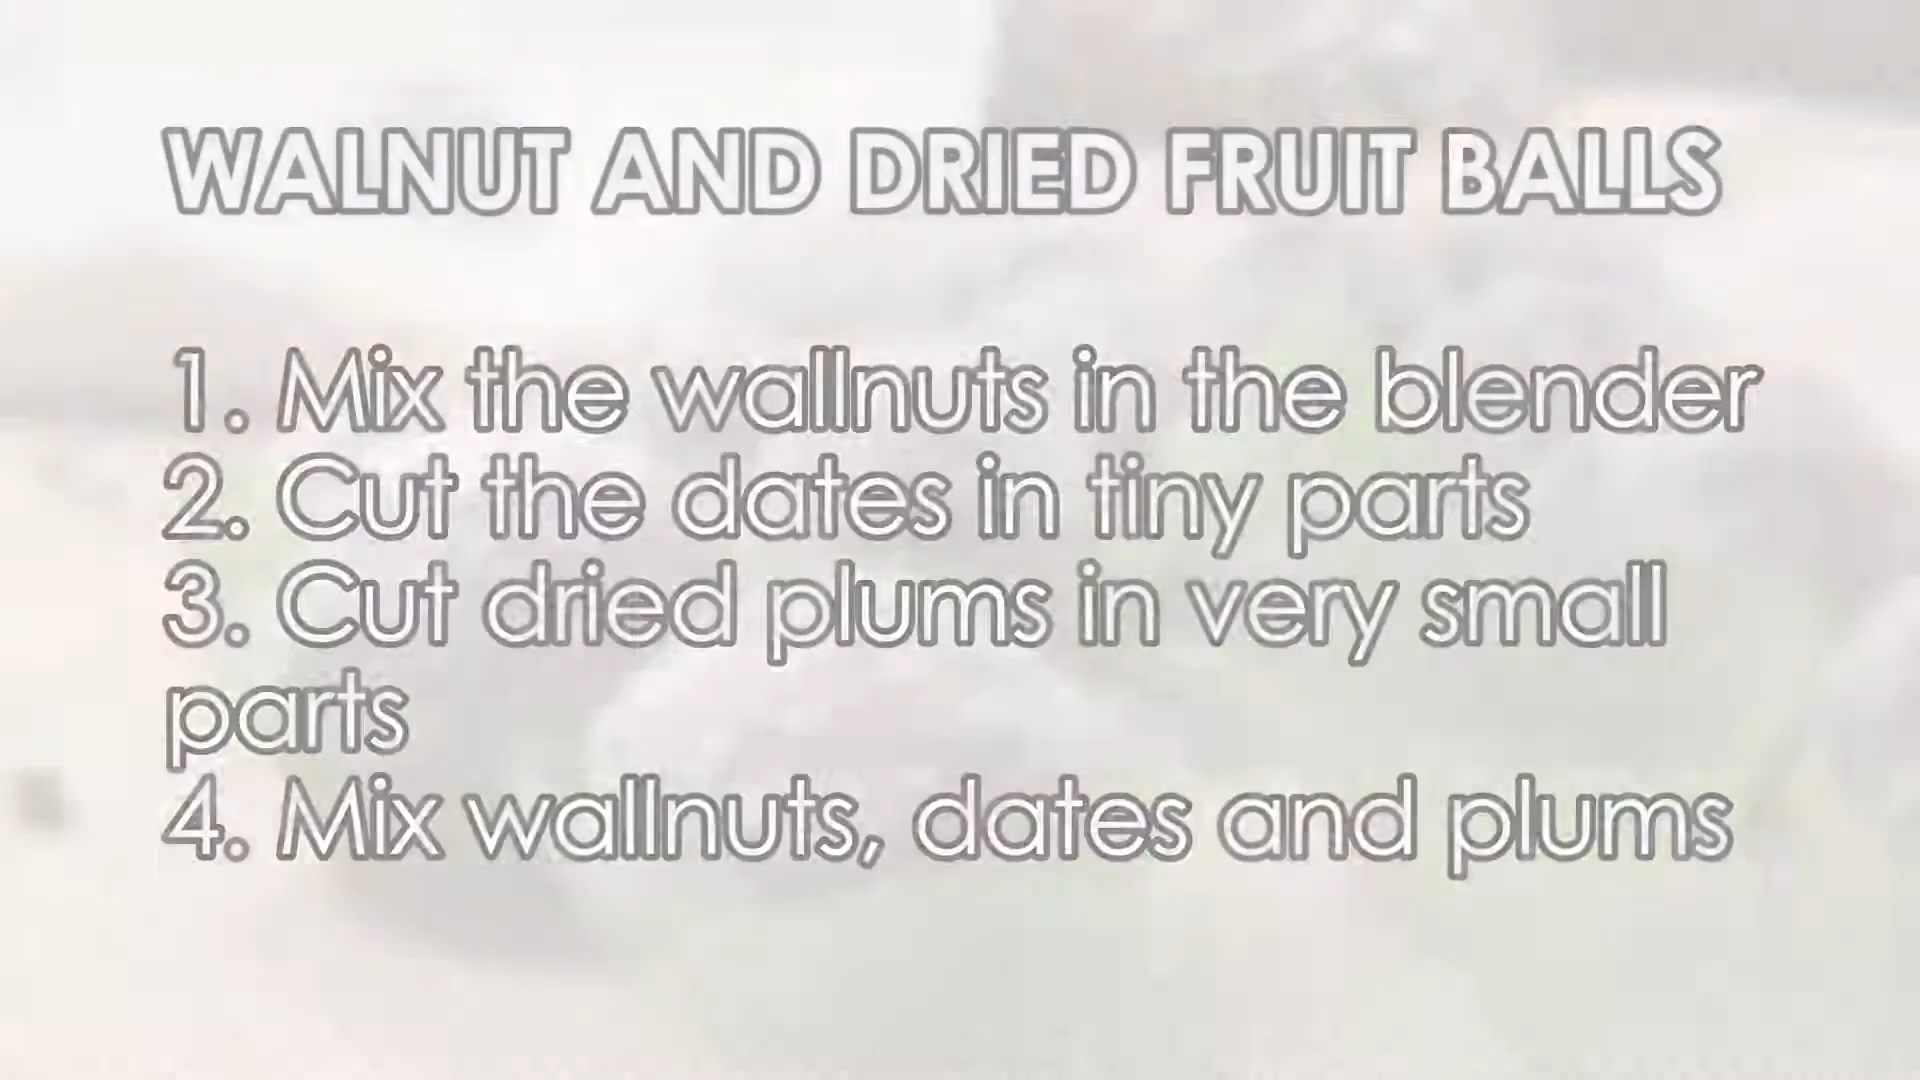 WALNUT AND DRIED FRUIT BALLS
1. Mix the wallnuts in the blender
2. Cut the dates in tiny parts
3. Cut dried plums in very small
parts
4. Mix wallnuts, dates and plums